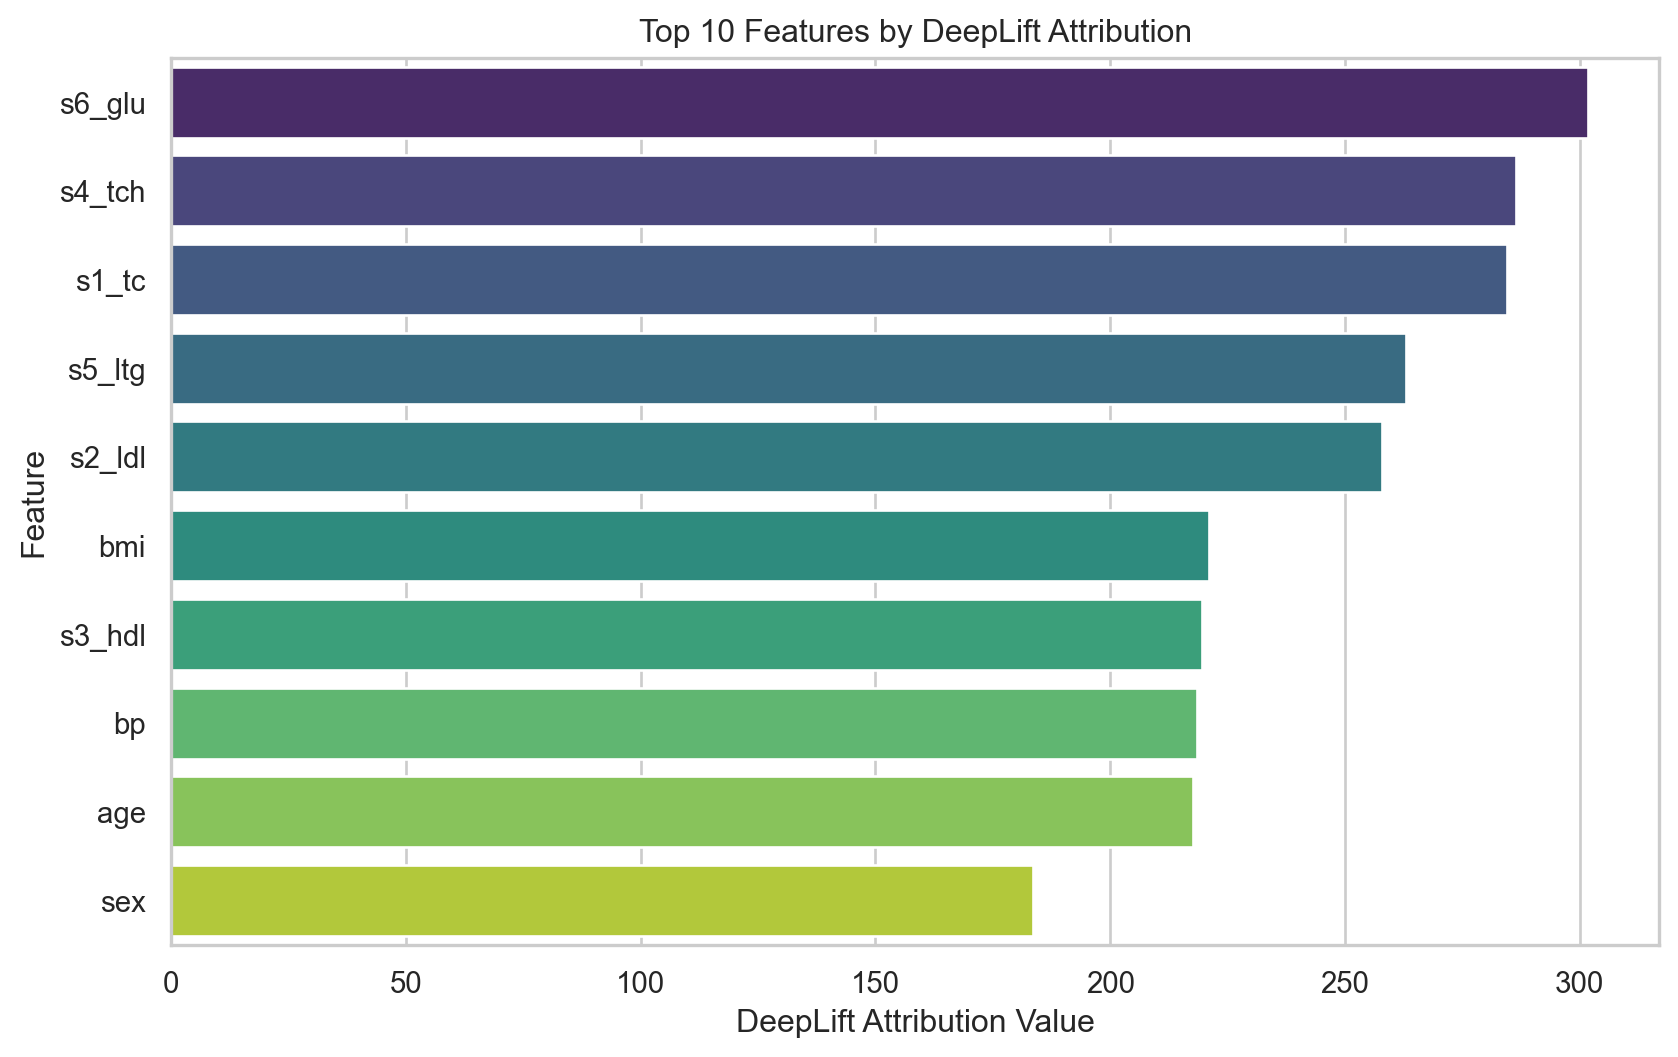 Top 10 Features by DeepLift Attribution
s6_glu
s4_tch
s1_tc
s5_ltg
s2_ldl
bmi
s3_hdl
bp
age
sex
Feature
0 50 100 150 200 250 300
DeepLift Attribution Value